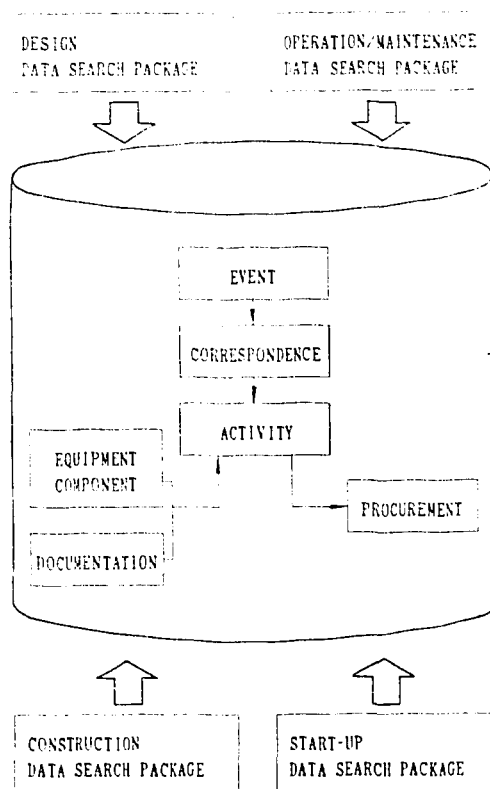 DESIGN
DATA SEARCH PACKAGE
OPERATION/MAINTENANCE
DATA SEARCH PACKAGE
EVENT
CORRESPONDENCE
ACTIVITY
EQUIPMENT
COMPONENT
PROCUREMENT
DOCUMENTATION
CONSTRUCTION
DATA SEARCH PACKAGE
START-UP
DATA SEARCH PACKAGE